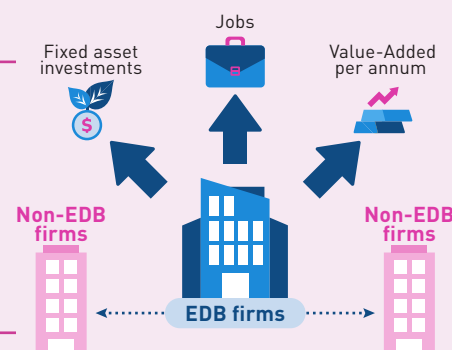 Jobs
Fixed asset
investments
Value-Added
per annum
$
Non-EDB
firms
Non-EDB
firms
EDB firms